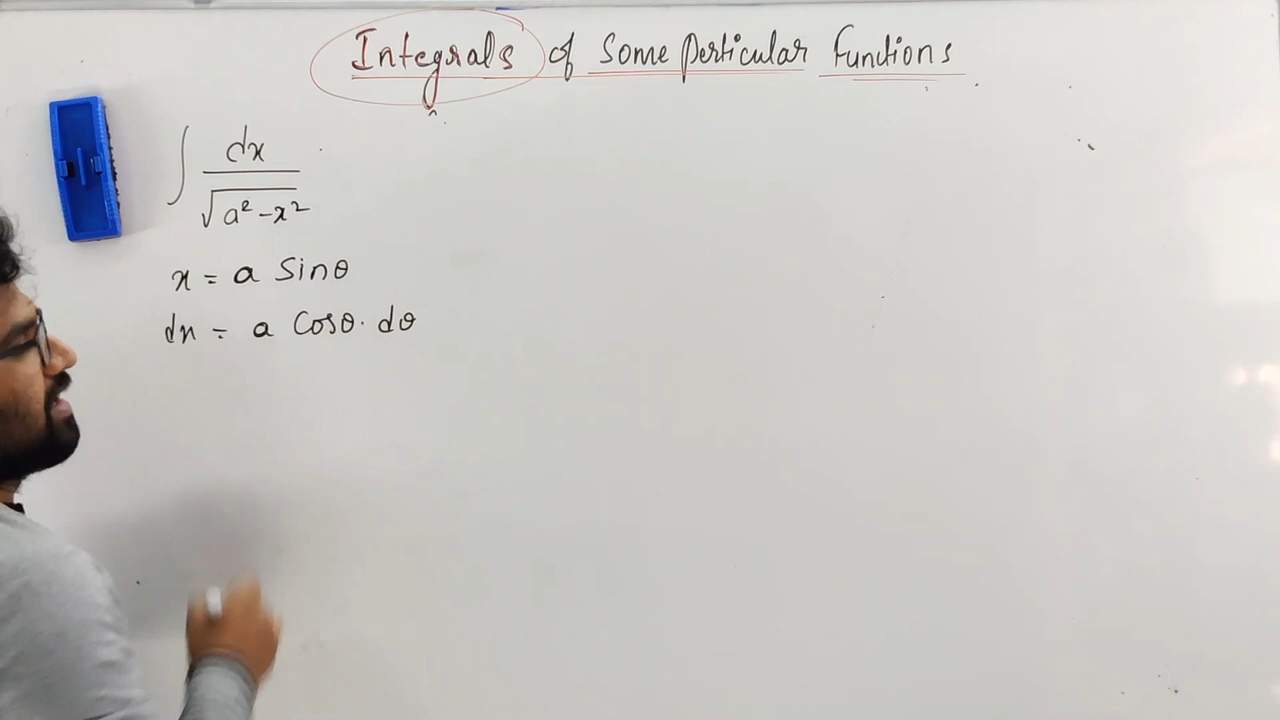 Integrals of Some Perticular Functions
∫ dx / √(a² - x²)
x = a Sinθ
dx = a Cosθ. dθ